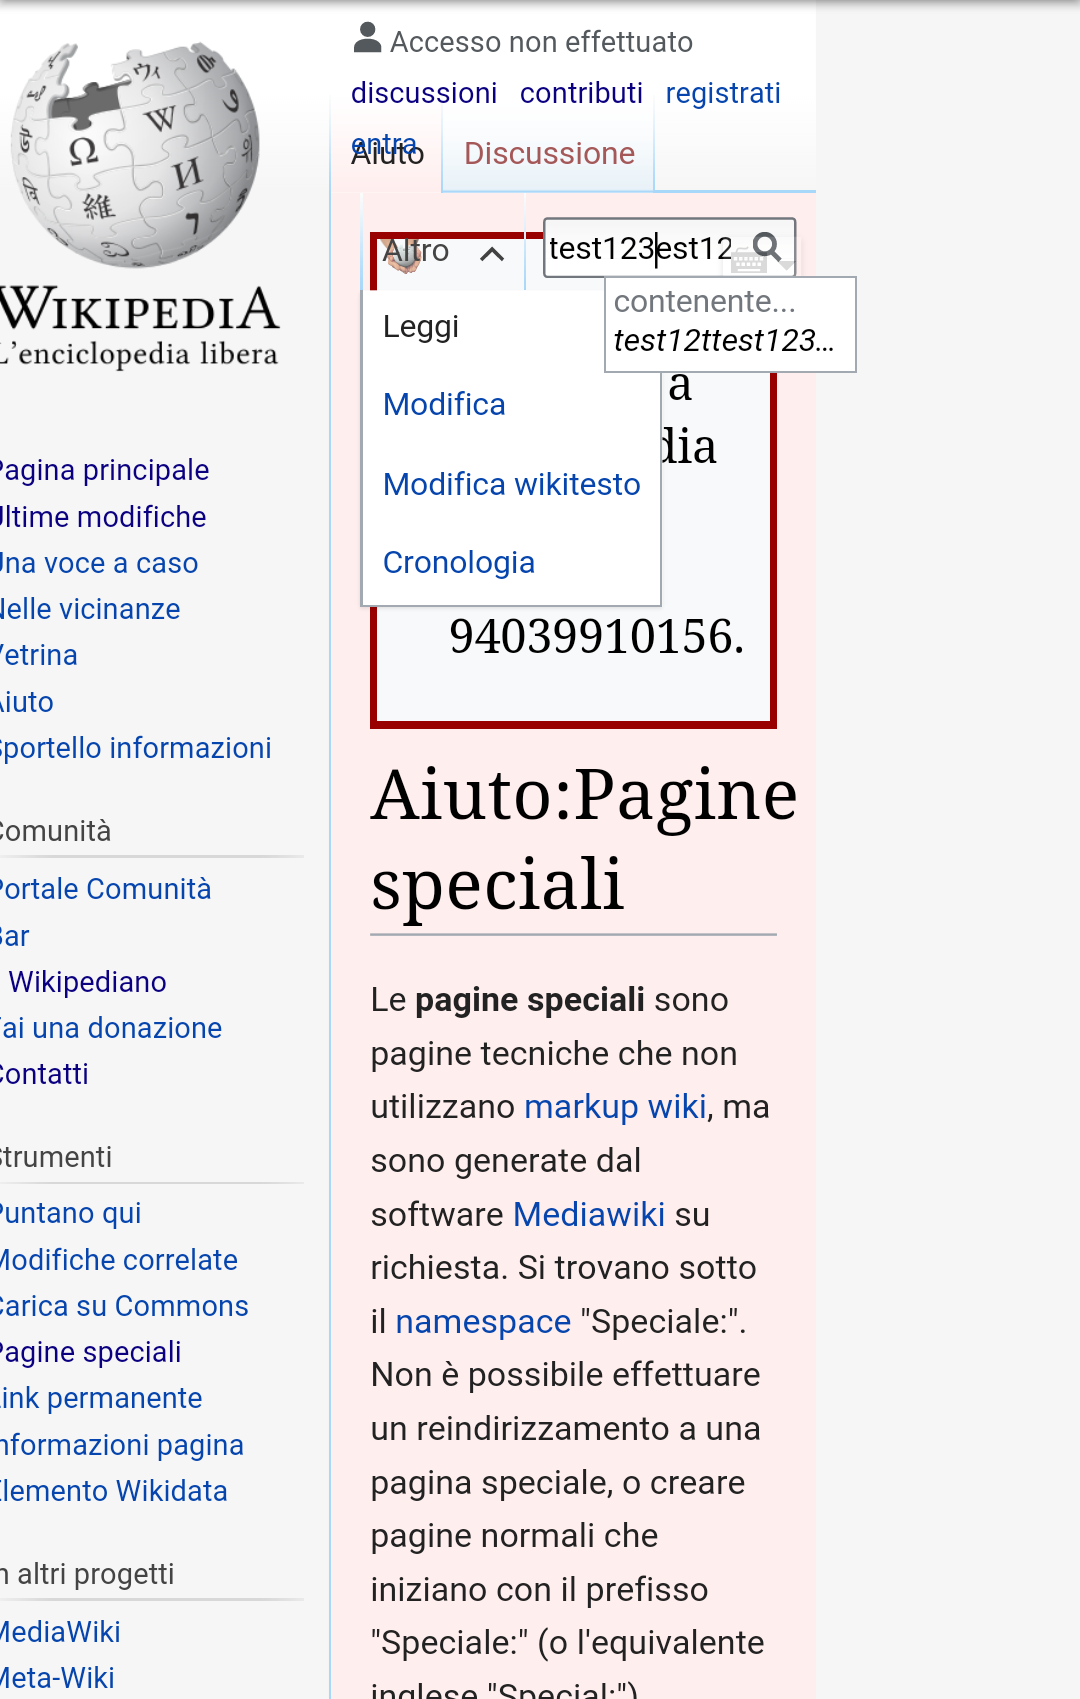 Accesso non effettuato
discussioni contributi registrati
entra
Aiuto Discussione
Altro
test123est12
contenente...
test12ttest123...
Leggi
Modifica
Modifica wikitesto
Cronologia
a
dia
94039910156.
WIKIPEDIA
L'enciclopedia libera
Pagina principale
Ultime modifiche
Una voce a caso
Nelle vicinanze
Vetrina
Aiuto
Sportello informazioni
Comunità
Portale Comunità
Bar
Wikipediano
Fai una donazione
Contatti
Strumenti
Puntano qui
Modifiche correlate
Carica su Commons
Pagine speciali
Link permanente
Informazioni pagina
Elemento Wikidata
In altri progetti
MediaWiki
Meta-Wiki
Aiuto:Pagine
speciali
Le pagine speciali sono
pagine tecniche che non
utilizzano markup wiki, ma
sono generate dal
software Mediawiki su
richiesta. Si trovano sotto
il namespace "Speciale:".
Non è possibile effettuare
un reindirizzamento a una
pagina speciale, o creare
pagine normali che
iniziano con il prefisso
"Speciale:" (o l'equivalente
inglese "Special:")